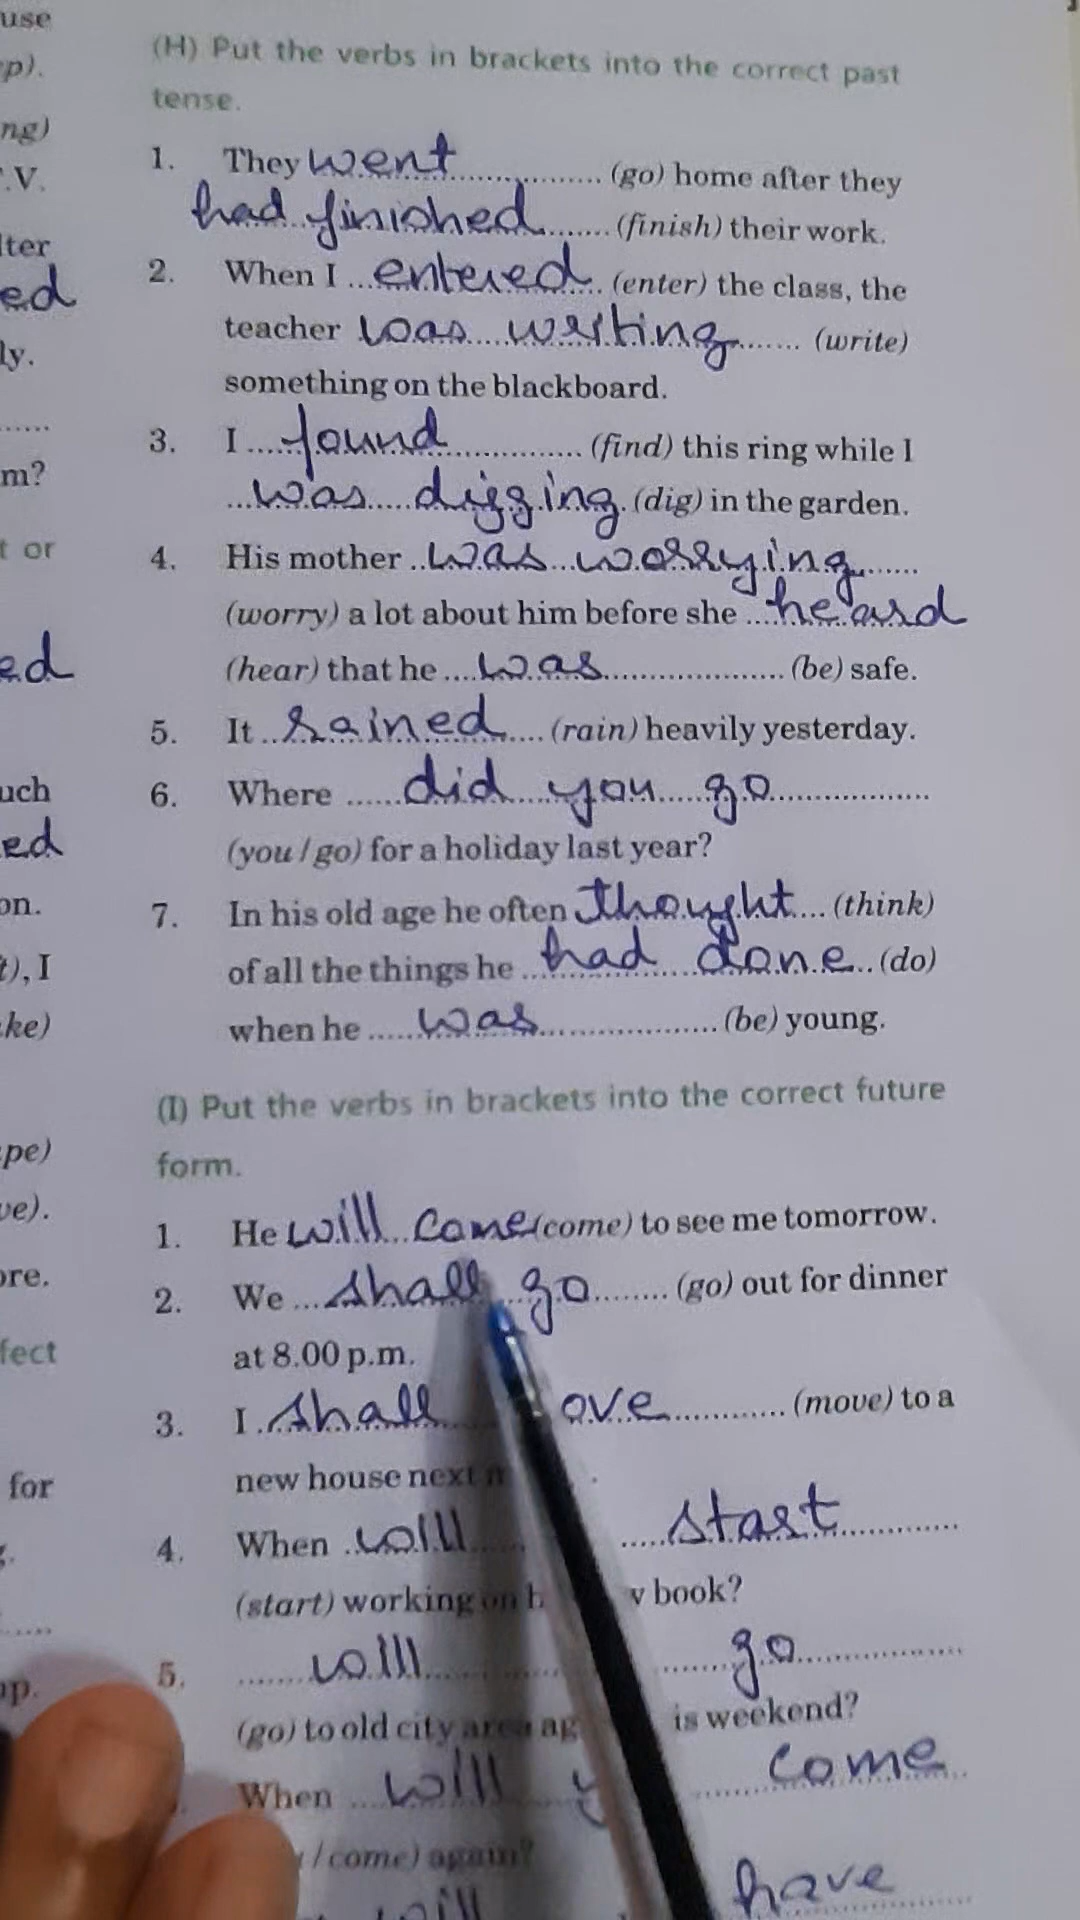 use
p).
ng)
.V.
lter
ed
ly.
......
m?
t or
ed
uch
ed
on.
t), I
ke)
pe)
ve).
ore.
fect
for
(H) Put the verbs in brackets into the correct past
tense.
1. They went (go) home after they
had finished (finish) their work.
2. When I entered (enter) the class, the
teacher was writing (write)
something on the blackboard.
3. I found (find) this ring while I
was digging (dig) in the garden.
4. His mother was worrying
(worry) a lot about him before she heard
(hear) that he was (be) safe.
5. It rained (rain) heavily yesterday.
6. Where did you go
(you / go) for a holiday last year?
7. In his old age he often thought (think)
of all the things he had done (do)
when he was (be) young.
(I) Put the verbs in brackets into the correct future
form.
1. He will come (come) to see me tomorrow.
2. We shall go (go) out for dinner
at 8.00 p.m.
3. I shall ove (move) to a
new house next
4. When will start
(start) working on book?
5. will go
(go) to old city area is weekend?
When will come
/ come) again?
will have